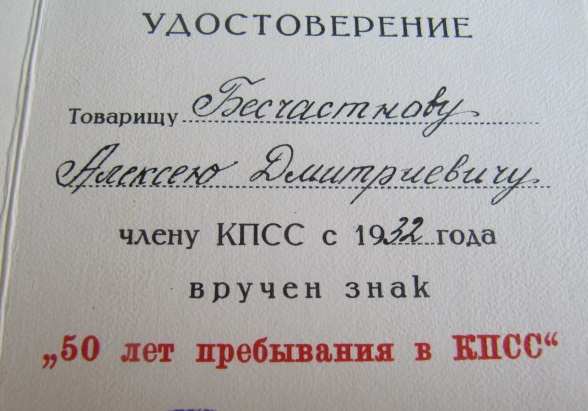 УДОСТОВЕРЕНИЕ
Товарищу Бесчастнову
Алексею Дмитриевичу
члену КПСС с 1932 года
вручен знак
„50 лет пребывания в КПСС“